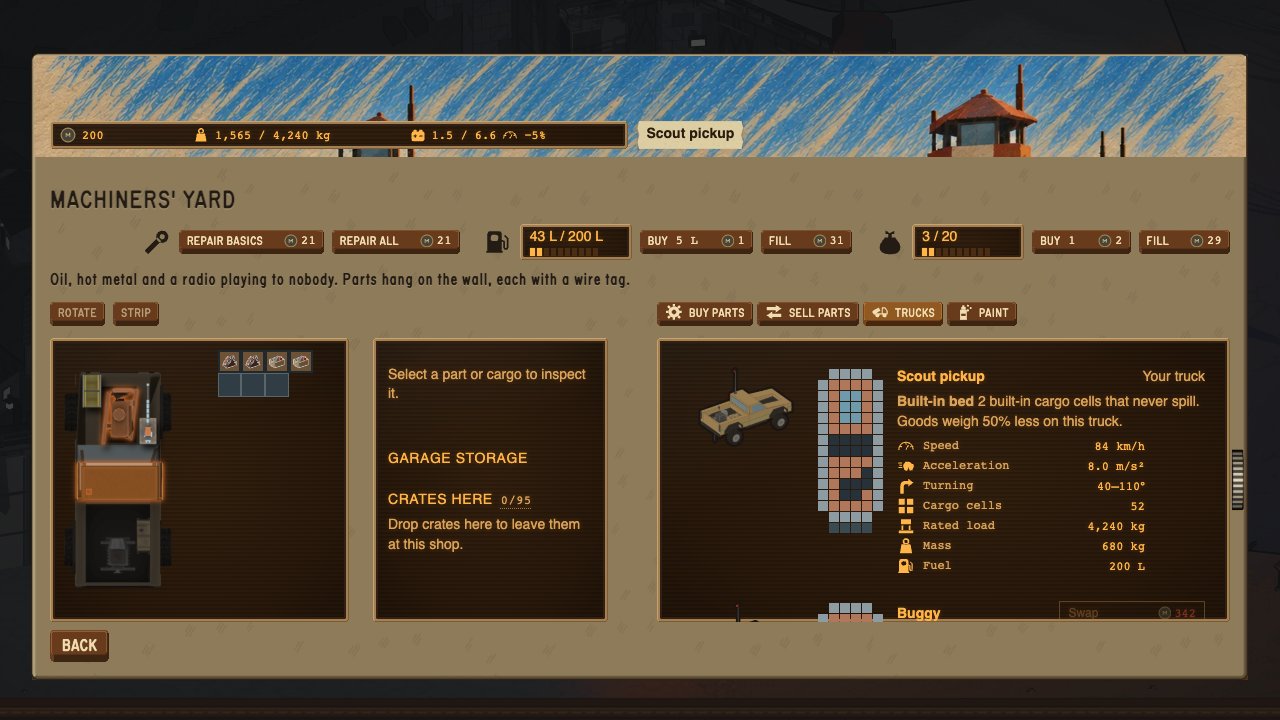 200
1,565 / 4,240 kg
1.5 / 6.6
-5%
Scout pickup
MACHINERS' YARD
REPAIR BASICS 21
REPAIR ALL 21
43 L / 200 L
BUY 5 L 1
FILL 31
3 / 20
BUY 1 2
FILL 29
Oil, hot metal and a radio playing to nobody. Parts hang on the wall, each with a wire tag.
ROTATE
STRIP
BUY PARTS
SELL PARTS
TRUCKS
PAINT
Select a part or cargo to inspect
it.
GARAGE STORAGE
CRATES HERE 0/95
Drop crates here to leave them
at this shop.
Scout pickup Your truck
Built-in bed 2 built-in cargo cells that never spill.
Goods weigh 50% less on this truck.
Speed 84 km/h
Acceleration 8.0 m/s²
Turning 40–110°
Cargo cells 52
Rated load 4,240 kg
Mass 680 kg
Fuel 200 L
Buggy Swap 342
BACK